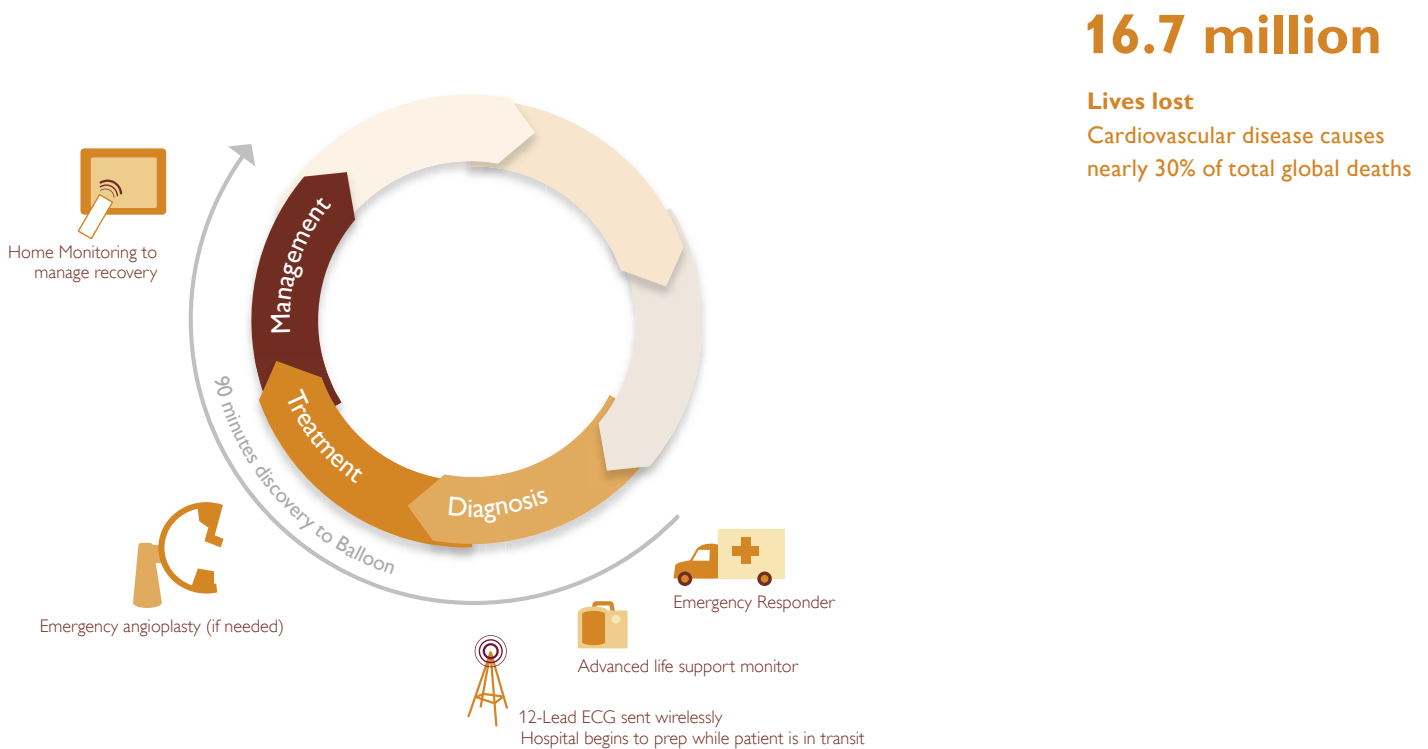 16.7 million
Lives lost
Cardiovascular disease causes
nearly 30% of total global deaths
Home Monitoring to
manage recovery
Management
Treatment
Diagnosis
90 minutes discovery to Balloon
Emergency angioplasty (if needed)
Emergency Responder
Advanced life support monitor
12-Lead ECG sent wirelessly
Hospital begins to prep while patient is in transit